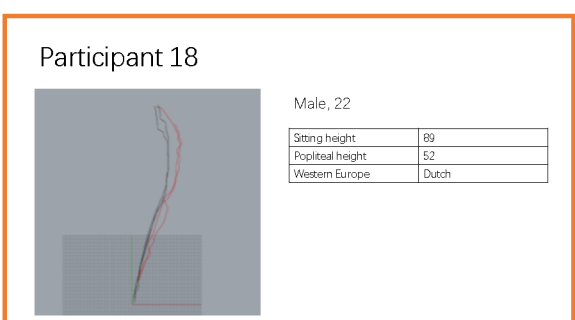 Participant 18
Male, 22
Sitting height 89
Popliteal height 52
Western Europe Dutch